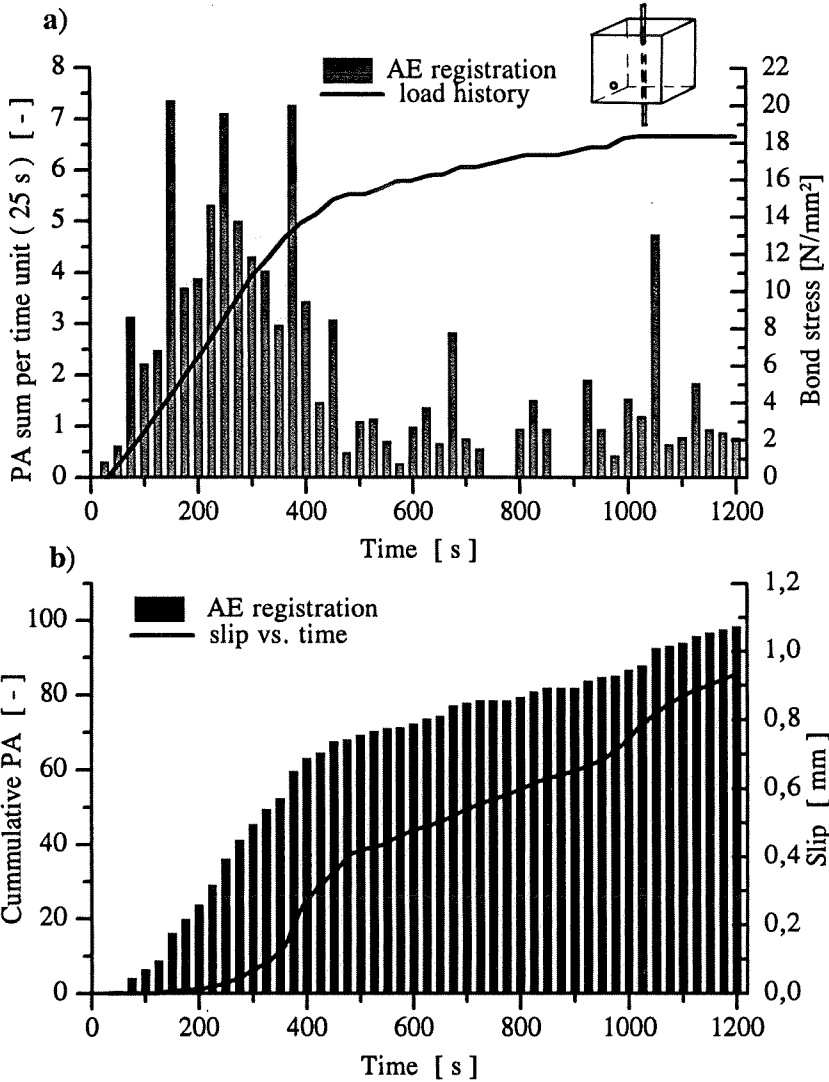 a)
AE registration
load history
8
7
6
5
4
3
2
1
0
PA sum per time unit ( 25 s ) [ - ]
22
20
18
16
14
12
10
8
6
4
2
0
Bond stress [N/mm²]
0 200 400 600 800 1000 1200
Time [ s ]
b)
AE registration
slip vs. time
100
80
60
40
20
0
Cummulative PA [ - ]
1,2
1,0
0,8
0,6
0,4
0,2
0,0
Slip [ mm ]
0 200 400 600 800 1000 1200
Time [ s ]